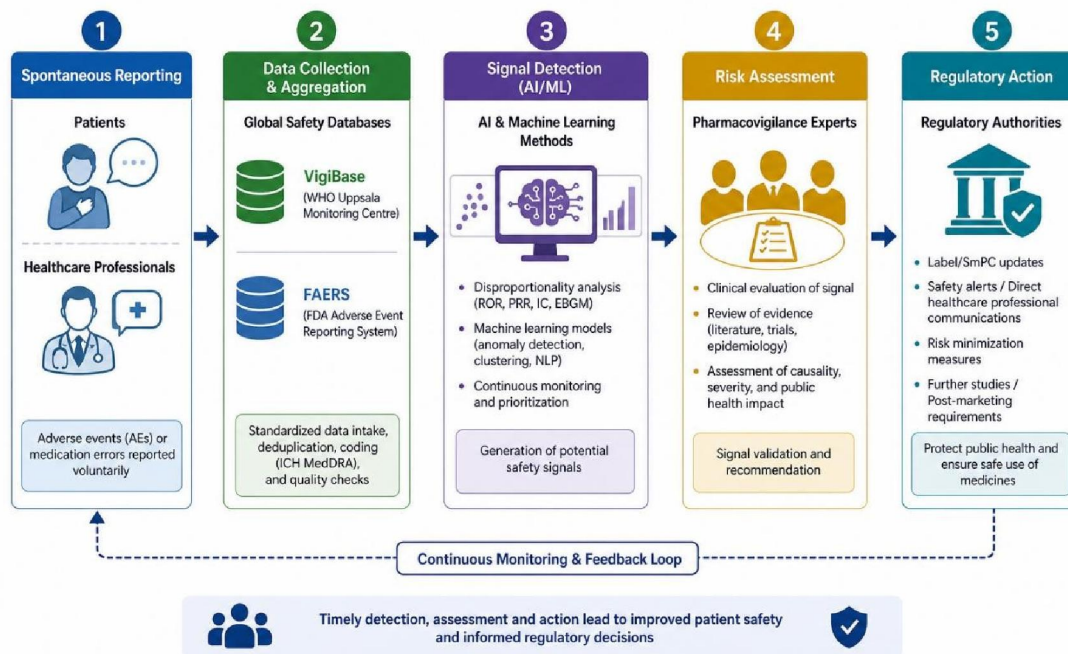 1
Spontaneous Reporting
Patients
Healthcare Professionals
Adverse events (AEs) or
medication errors reported
voluntarily
2
Data Collection
& Aggregation
Global Safety Databases
VigiBase
(WHO Uppsala
Monitoring Centre)
FAERS
(FDA Adverse Event
Reporting System)
Standardized data intake,
deduplication, coding
(ICH MedDRA),
and quality checks
3
Signal Detection
(AI/ML)
AI & Machine Learning
Methods
• Disproportionality analysis
(ROR, PRR, IC, EBGM)
• Machine learning models
(anomaly detection,
clustering, NLP)
• Continuous monitoring
and prioritization
Generation of potential
safety signals
4
Risk Assessment
Pharmacovigilance Experts
• Clinical evaluation of signal
• Review of evidence
(literature, trials,
epidemiology)
• Assessment of causality,
severity, and public
health impact
Signal validation and
recommendation
5
Regulatory Action
Regulatory Authorities
• Label/SmPC updates
• Safety alerts / Direct
healthcare professional
communications
• Risk minimization
measures
• Further studies /
Post-marketing
requirements
Protect public health and
ensure safe use of
medicines
Continuous Monitoring & Feedback Loop
Timely detection, assessment and action lead to improved patient safety
and informed regulatory decisions